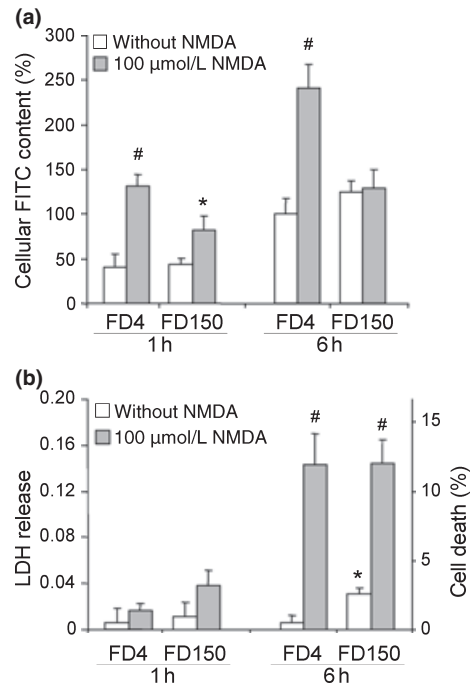 (a)
Cellular FITC content (%)
300
250
200
150
100
50
0
Without NMDA
100 μmol/L NMDA
#
*
#
FD4 FD150 FD4 FD150
1 h 6 h
(b)
LDH release
0.20
0.16
0.12
0.08
0.04
0
Without NMDA
100 μmol/L NMDA
#
*
#
15
10
5
0
Cell death (%)
FD4 FD150 FD4 FD150
1 h 6 h